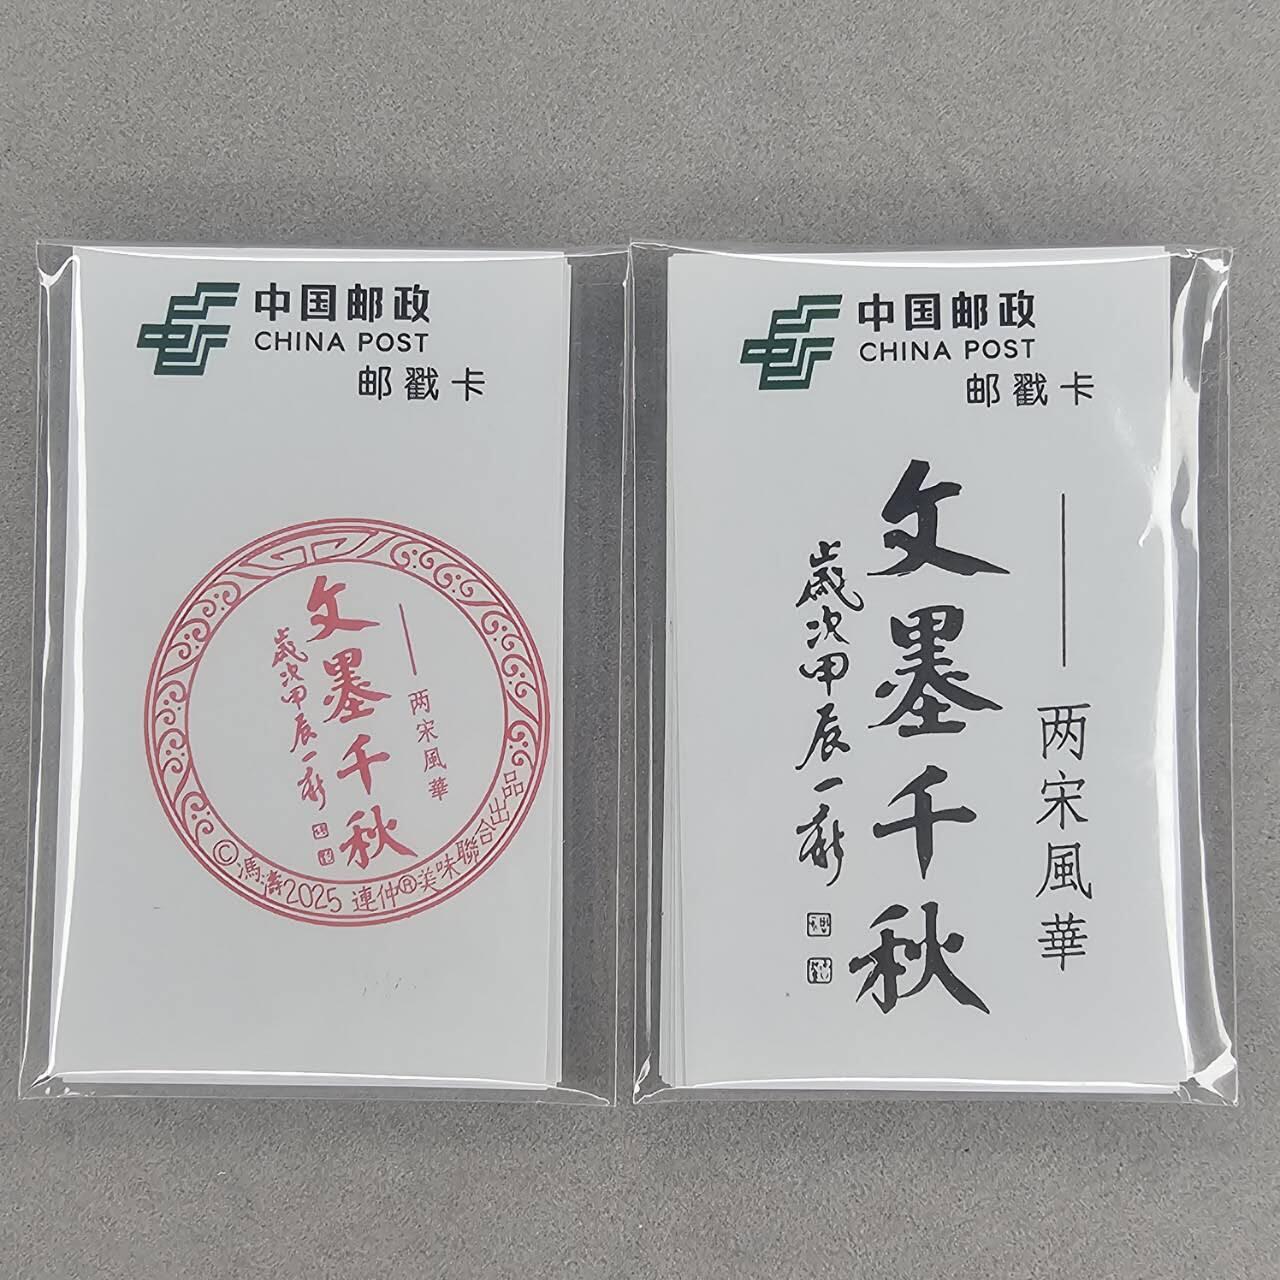 中国邮政
CHINA POST
邮戳卡
文墨千秋
——两宋風華
歲次甲辰一新
©馮濤2025 連仲®美味聯合出品
中国邮政
CHINA POST
邮戳卡
文墨千秋
——两宋風華
歲次甲辰一新